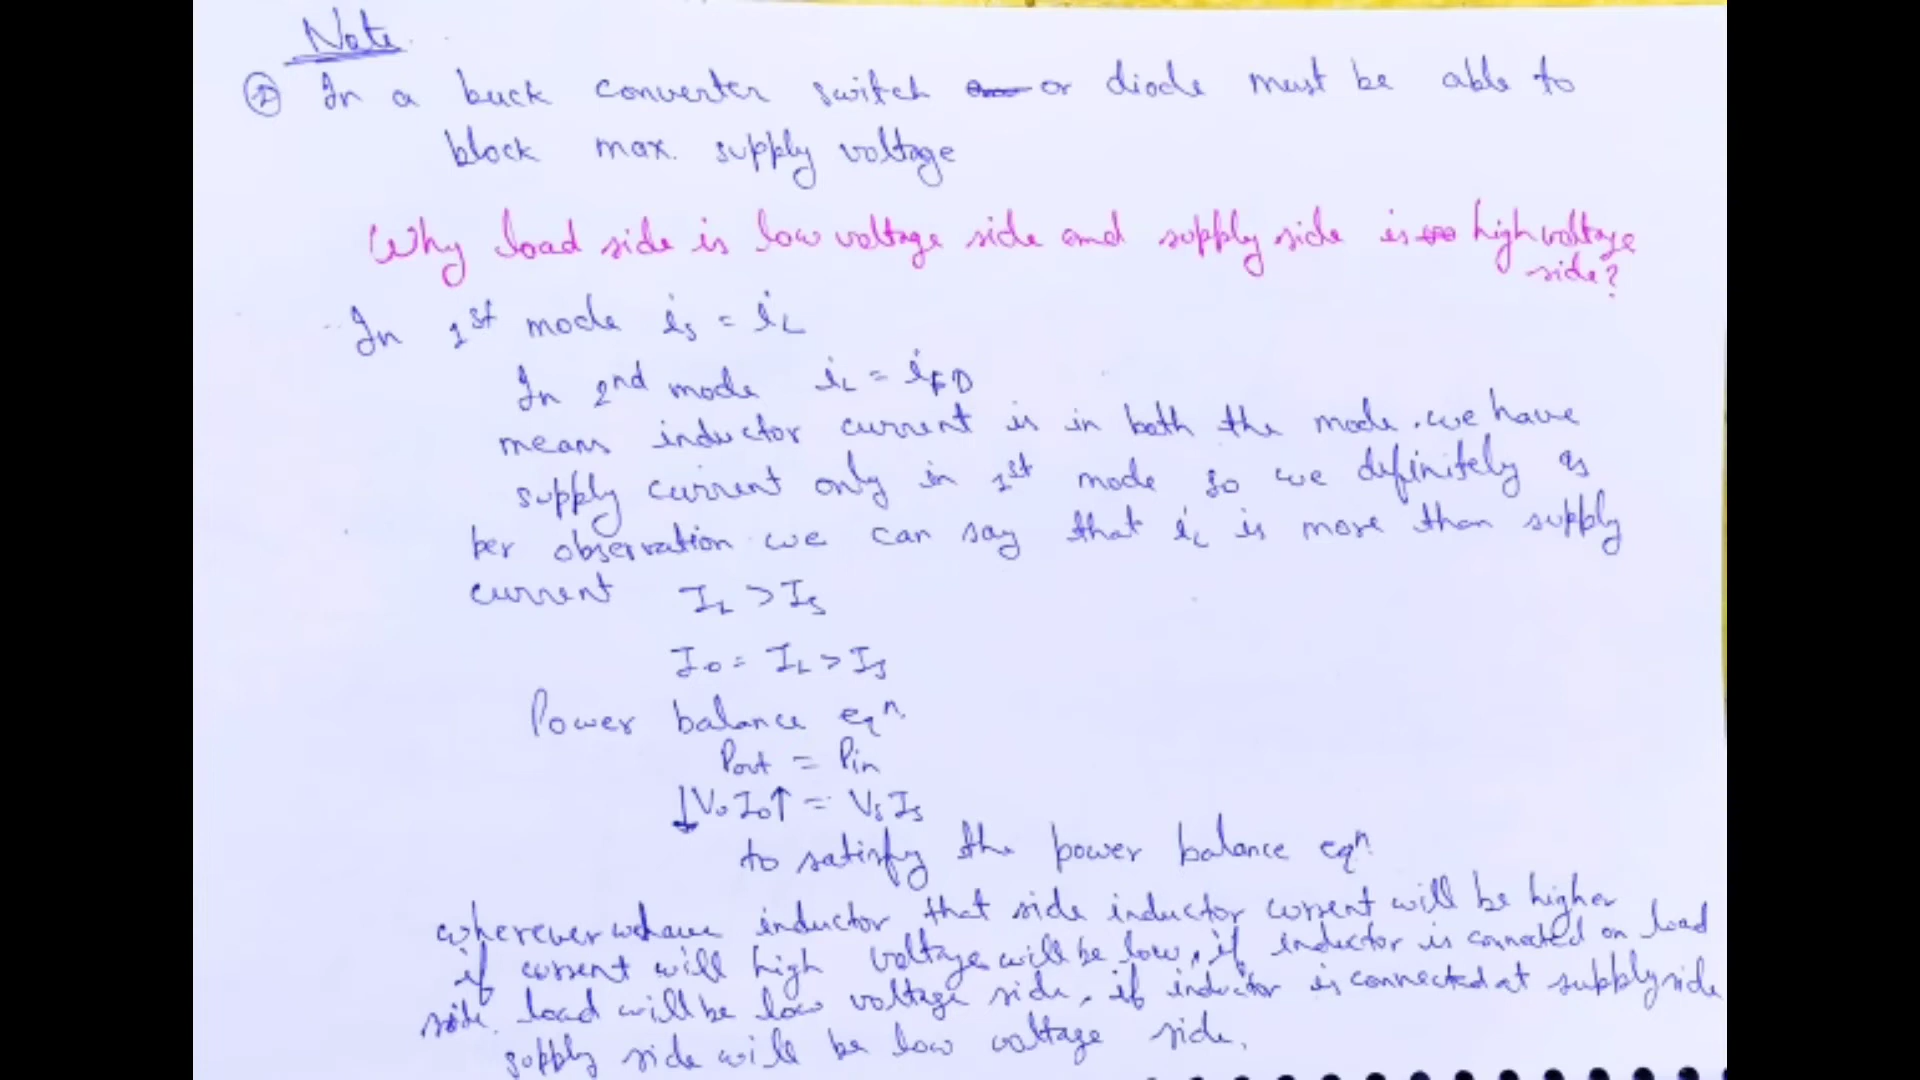 Note
② In a buck converter switch or diode must be able to
block max. supply voltage
Why load side is low voltage side and supply side is high voltage
side?
In 1st mode is = iL
In 2nd mode iL = iFD
means inductor current is in both the mode. we have
supply current only in 1st mode so we definitely as
per observation we can say that iL is more than supply
current IL > Is
Io = IL > Is
Power balance eqn.
Pout = Pin
↓Vo Io↑ = Vs Is
to satisfy the power balance eqn.
wherever we have inductor that side inductor current will be higher
if current will high voltage will be low, if inductor is connected on load
side. load will be low voltage side, if inductor is connected at supply side
supply side will be low voltage side.